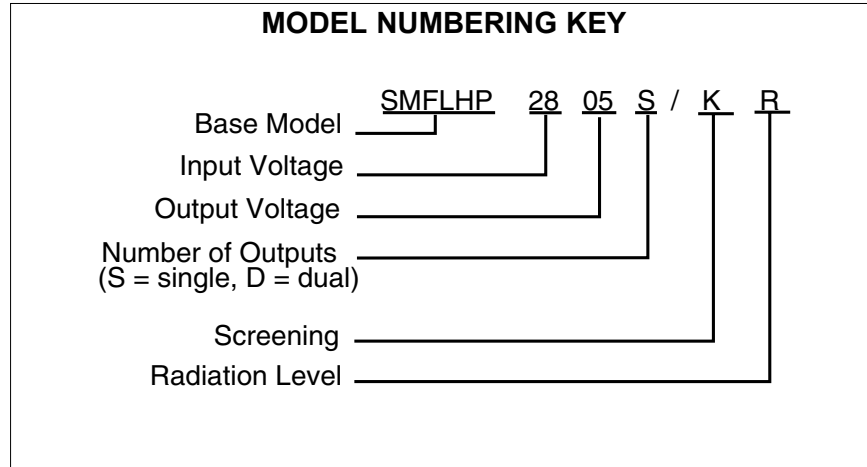 MODEL NUMBERING KEY
SMFLHP 28 05 S / K R
Base Model
Input Voltage
Output Voltage
Number of Outputs
(S = single, D = dual)
Screening
Radiation Level